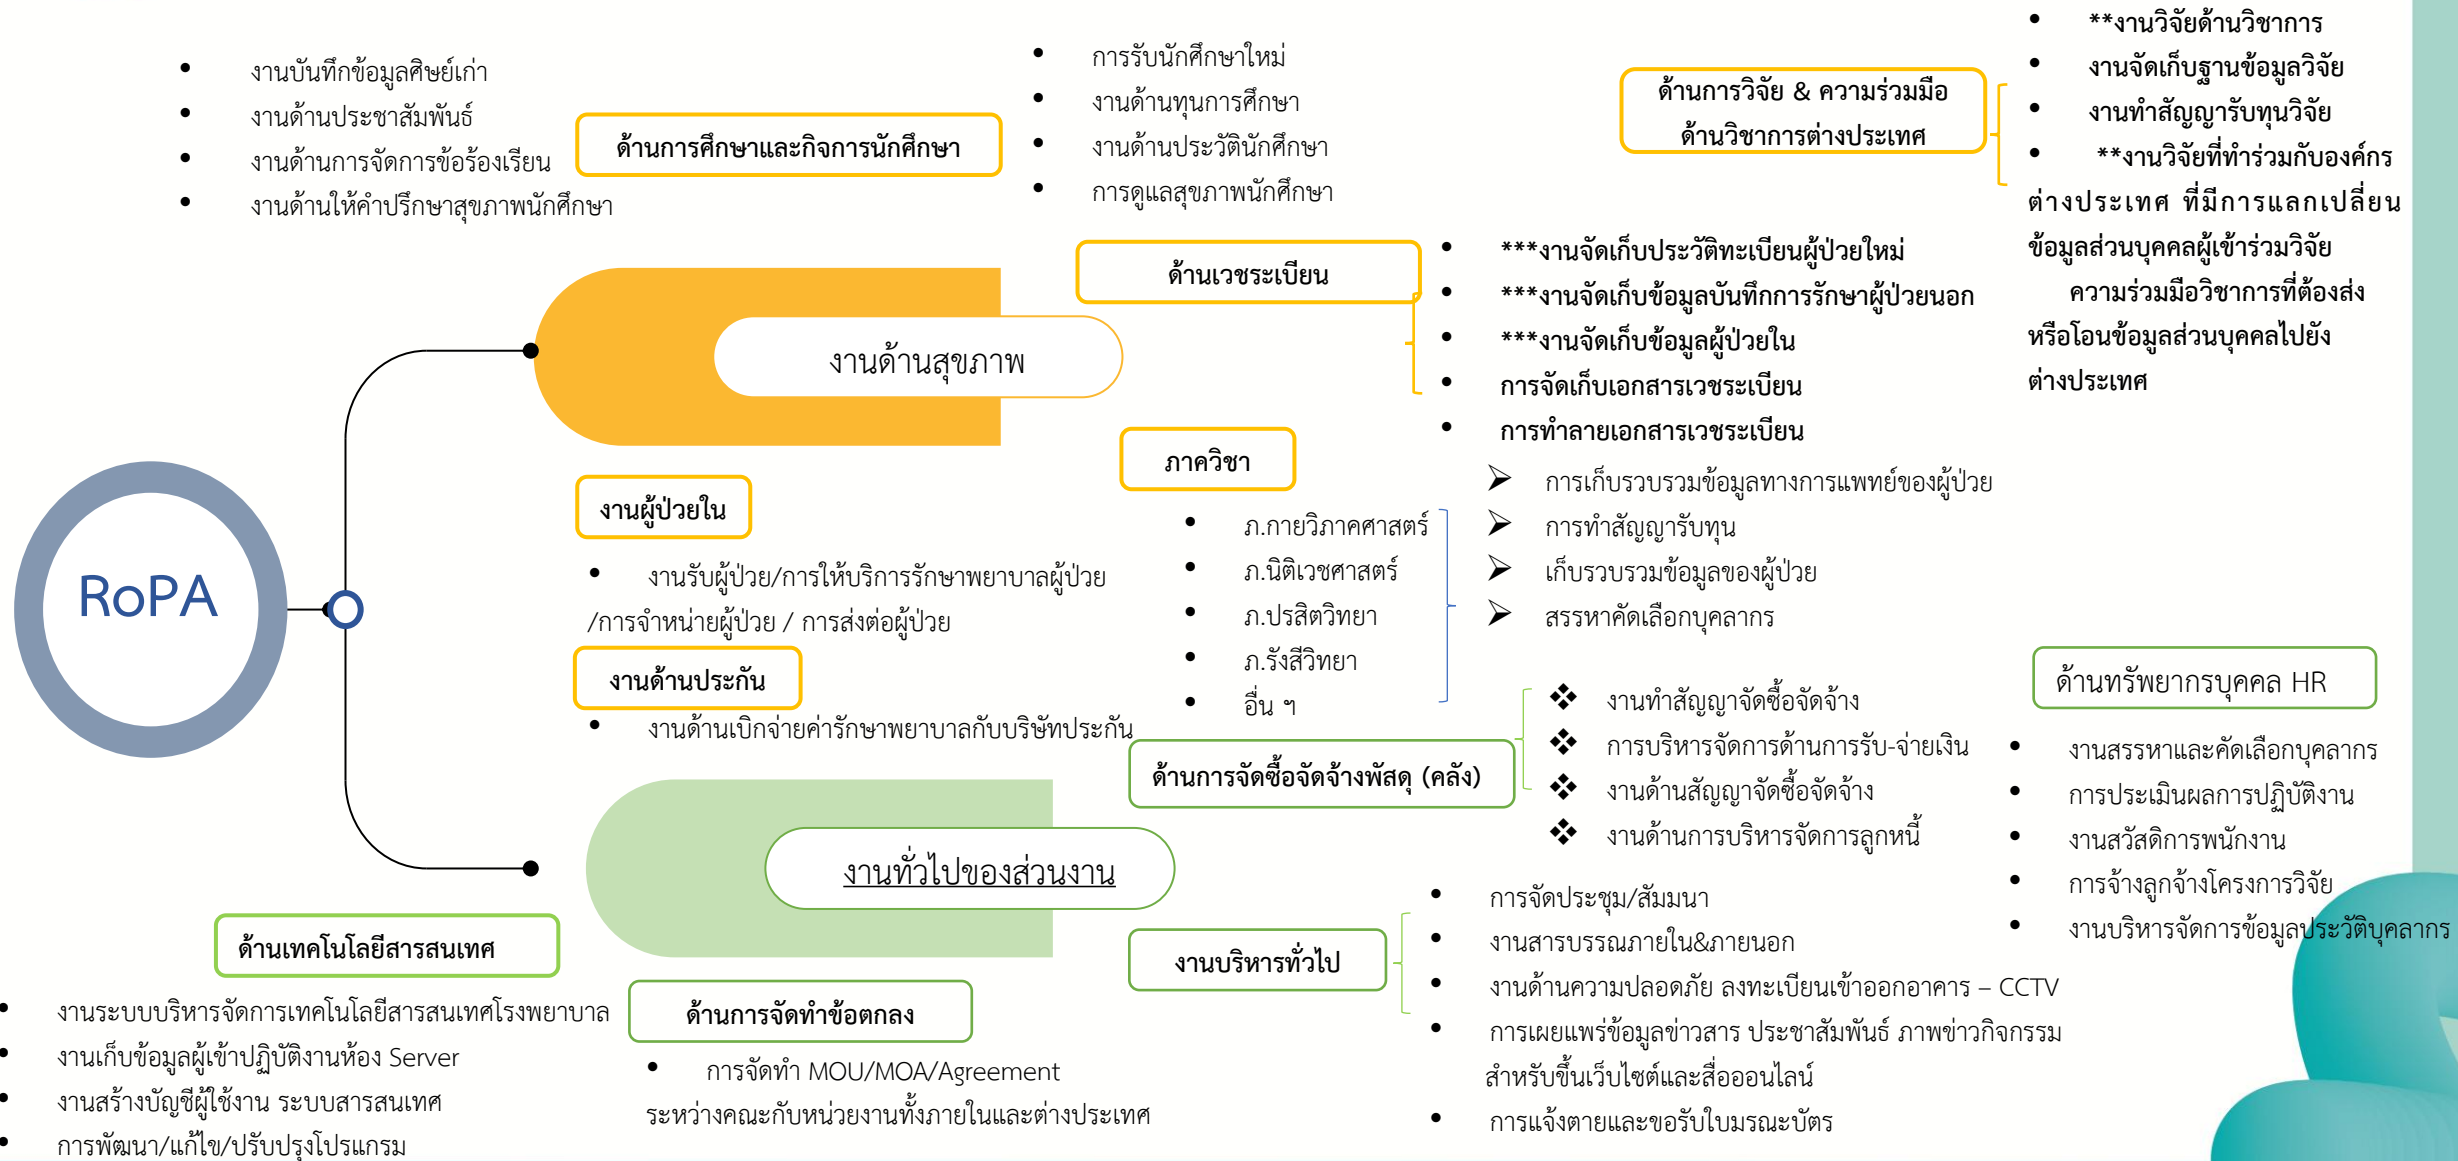 • งานบันทึกข้อมูลศิษย์เก่า
• งานด้านประชาสัมพันธ์
• งานด้านการจัดการข้อร้องเรียน
• งานด้านให้คำปรึกษาสุขภาพนักศึกษา
ด้านการศึกษาและกิจการนักศึกษา
• การรับนักศึกษาใหม่
• งานด้านทุนการศึกษา
• งานด้านประวัตินักศึกษา
• การดูแลสุขภาพนักศึกษา
ด้านการวิจัย & ความร่วมมือ
ด้านวิชาการต่างประเทศ
• **งานวิจัยด้านวิชาการ
• งานจัดเก็บฐานข้อมูลวิจัย
• งานทำสัญญารับทุนวิจัย
• **งานวิจัยที่ทำร่วมกับองค์กร
ต่างประเทศ ที่มีการแลกเปลี่ยน
ข้อมูลส่วนบุคคลผู้เข้าร่วมวิจัย
ความร่วมมือวิชาการที่ต้องส่ง
หรือโอนข้อมูลส่วนบุคคลไปยัง
ต่างประเทศ
ด้านเวชระเบียน
• ***งานจัดเก็บประวัติทะเบียนผู้ป่วยใหม่
• ***งานจัดเก็บข้อมูลบันทึกการรักษาผู้ป่วยนอก
• ***งานจัดเก็บข้อมูลผู้ป่วยใน
• การจัดเก็บเอกสารเวชระเบียน
• การทำลายเอกสารเวชระเบียน
งานด้านสุขภาพ
RoPA
งานผู้ป่วยใน
• งานรับผู้ป่วย/การให้บริการรักษาพยาบาลผู้ป่วย
/การจำหน่ายผู้ป่วย / การส่งต่อผู้ป่วย
งานด้านประกัน
• งานด้านเบิกจ่ายค่ารักษาพยาบาลกับบริษัทประกัน
ภาควิชา
• ภ.กายวิภาคศาสตร์
• ภ.นิติเวชศาสตร์
• ภ.ปรสิตวิทยา
• ภ.รังสีวิทยา
• อื่น ๆ
➢ การเก็บรวบรวมข้อมูลทางการแพทย์ของผู้ป่วย
➢ การทำสัญญารับทุน
➢ เก็บรวบรวมข้อมูลของผู้ป่วย
➢ สรรหาคัดเลือกบุคลากร
ด้านการจัดซื้อจัดจ้างพัสดุ (คลัง)
❖ งานทำสัญญาจัดซื้อจัดจ้าง
❖ การบริหารจัดการด้านการรับ-จ่ายเงิน
❖ งานด้านสัญญาจัดซื้อจัดจ้าง
❖ งานด้านการบริหารจัดการลูกหนี้
ด้านทรัพยากรบุคคล HR
• งานสรรหาและคัดเลือกบุคลากร
• การประเมินผลการปฏิบัติงาน
• งานสวัสดิการพนักงาน
• การจ้างลูกจ้างโครงการวิจัย
• งานบริหารจัดการข้อมูลประวัติบุคลากร
งานทั่วไปของส่วนงาน
ด้านเทคโนโลยีสารสนเทศ
• งานระบบบริหารจัดการเทคโนโลยีสารสนเทศโรงพยาบาล
• งานเก็บข้อมูลผู้เข้าปฏิบัติงานห้อง Server
• งานสร้างบัญชีผู้ใช้งาน ระบบสารสนเทศ
• การพัฒนา/แก้ไข/ปรับปรุงโปรแกรม
ด้านการจัดทำข้อตกลง
• การจัดทำ MOU/MOA/Agreement
ระหว่างคณะกับหน่วยงานทั้งภายในและต่างประเทศ
งานบริหารทั่วไป
• การจัดประชุม/สัมมนา
• งานสารบรรณภายใน&ภายนอก
• งานด้านความปลอดภัย ลงทะเบียนเข้าออกอาคาร – CCTV
• การเผยแพร่ข้อมูลข่าวสาร ประชาสัมพันธ์ ภาพข่าวกิจกรรม
สำหรับขึ้นเว็บไซต์และสื่อออนไลน์
• การแจ้งตายและขอรับใบมรณะบัตร